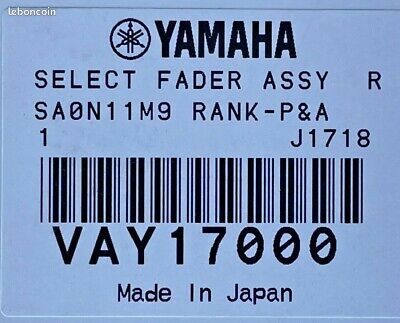 leboncoin
YAMAHA
SELECT FADER ASSY R
SA0N11M9 RANK-P&A
1 J1718
VAY17000
Made In Japan